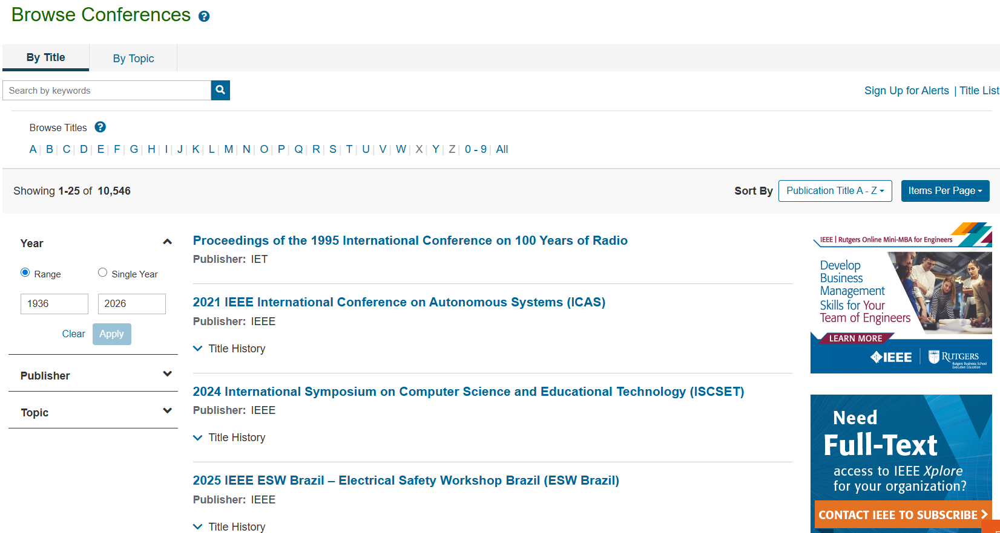 Browse Conferences ?
By Title
By Topic
Search by keywords
Sign Up for Alerts | Title List
Browse Titles ?
A | B | C | D | E | F | G | H | I | J | K | L | M | N | O | P | Q | R | S | T | U | V | W | X | Y | Z | 0 - 9 | All
Showing 1-25 of 10,546
Sort By Publication Title A - Z Items Per Page
Year
Range Single Year
1936 2026
Clear Apply
Publisher
Topic
Proceedings of the 1995 International Conference on 100 Years of Radio
Publisher: IET
2021 IEEE International Conference on Autonomous Systems (ICAS)
Publisher: IEEE
Title History
2024 International Symposium on Computer Science and Educational Technology (ISCSET)
Publisher: IEEE
Title History
2025 IEEE ESW Brazil – Electrical Safety Workshop Brazil (ESW Brazil)
Publisher: IEEE
Title History
IEEE | Rutgers Online Mini-MBA for Engineers
Develop
Business
Management
Skills for Your
Team of Engineers
LEARN MORE
IEEE | RUTGERS
Rutgers Business School
Executive Education
Need
Full-Text
access to IEEE Xplore
for your organization?
CONTACT IEEE TO SUBSCRIBE